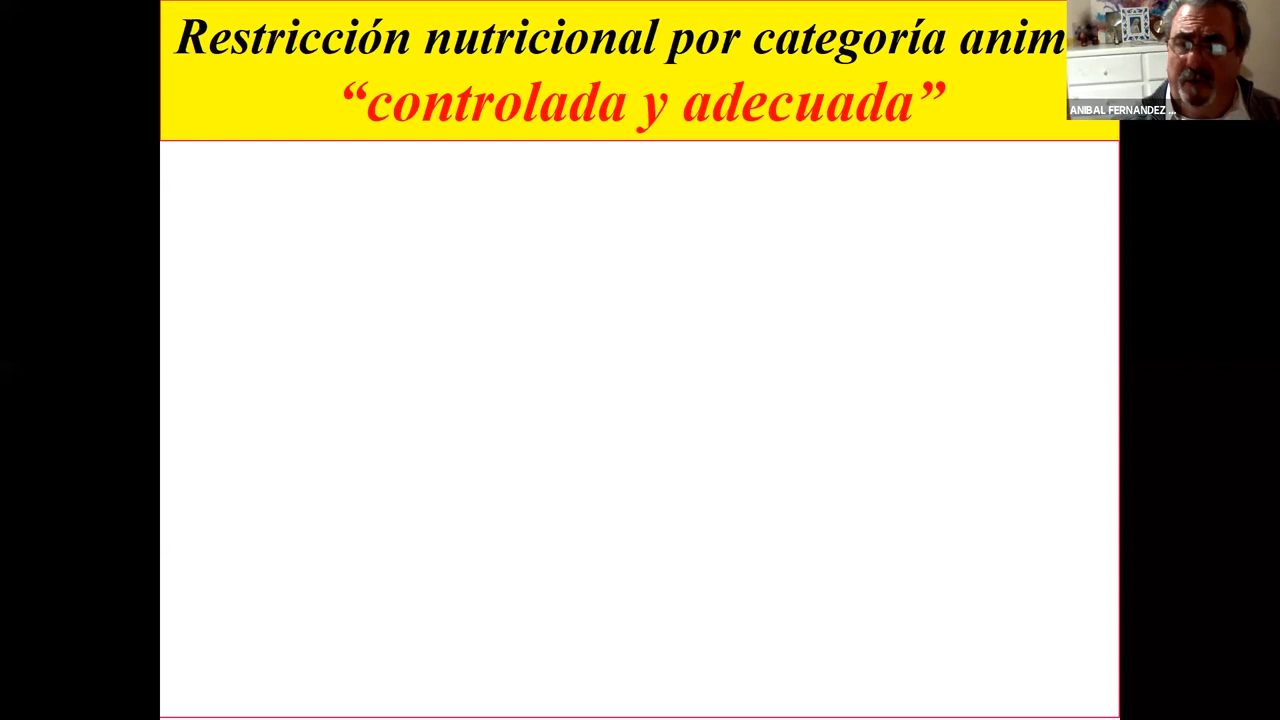 Restricción nutricional por categoría anim
“controlada y adecuada”
ANIBAL FERNANDEZ...